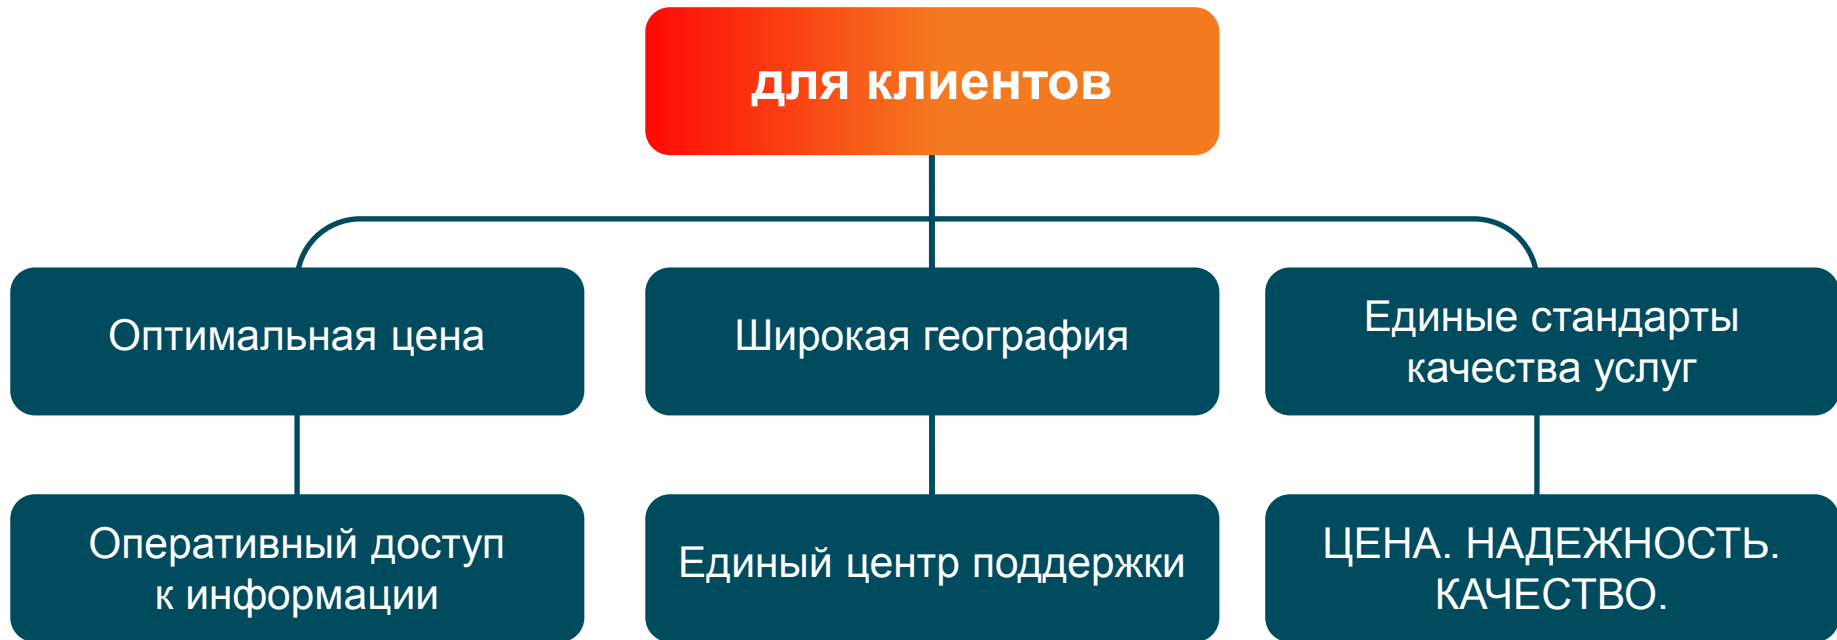 для клиентов
Оптимальная цена
Широкая география
Единые стандарты
качества услуг
Оперативный доступ
к информации
Единый центр поддержки
ЦЕНА. НАДЕЖНОСТЬ.
КАЧЕСТВО.